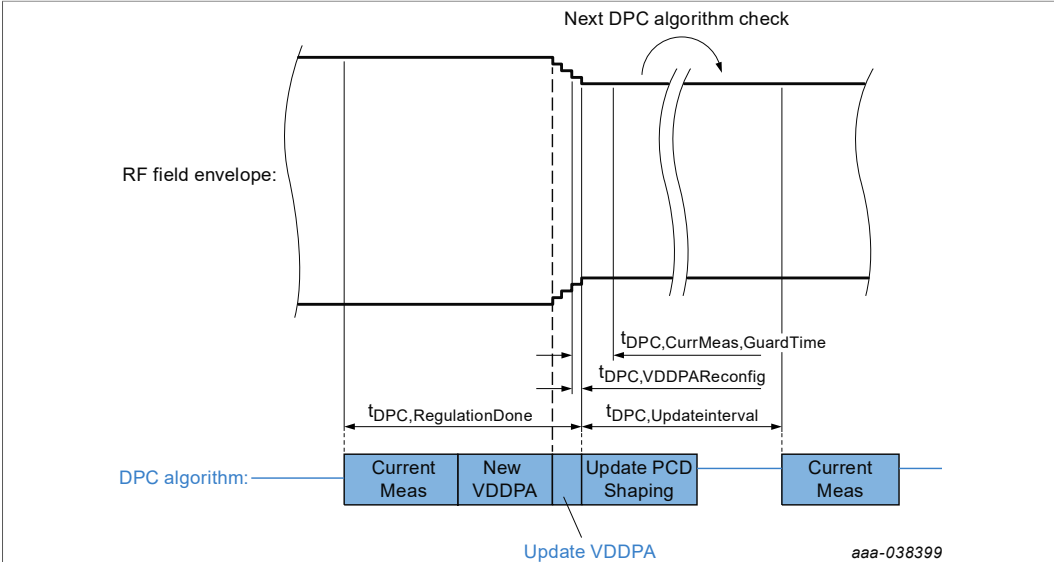 Next DPC algorithm check
RF field envelope:
tDPC,CurrMeas,GuardTime
tDPC,VDDPAReconfig
tDPC,RegulationDone
tDPC,Updateinterval
DPC algorithm:
Current
Meas
New
VDDPA
Update PCD
Shaping
Current
Meas
Update VDDPA
aaa-038399